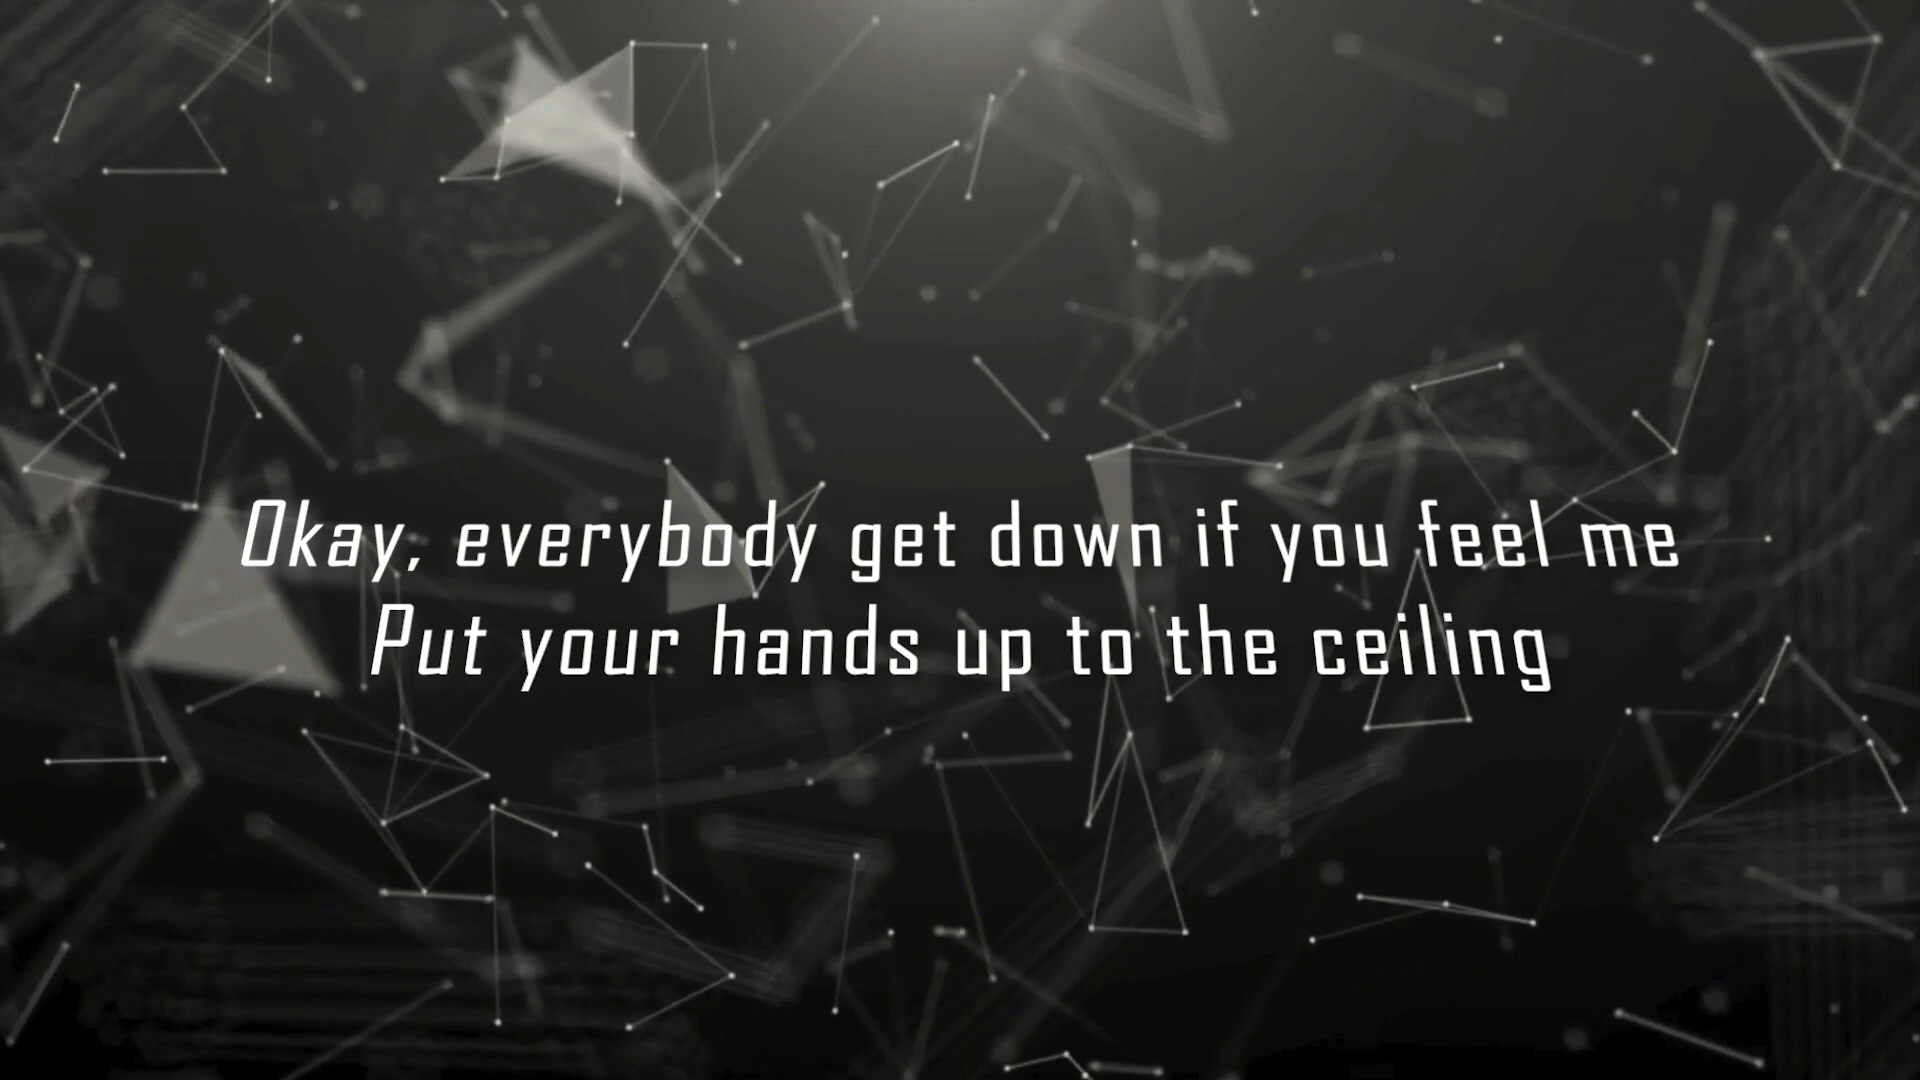 Okay, everybody get down if you feel me
Put your hands up to the ceiling